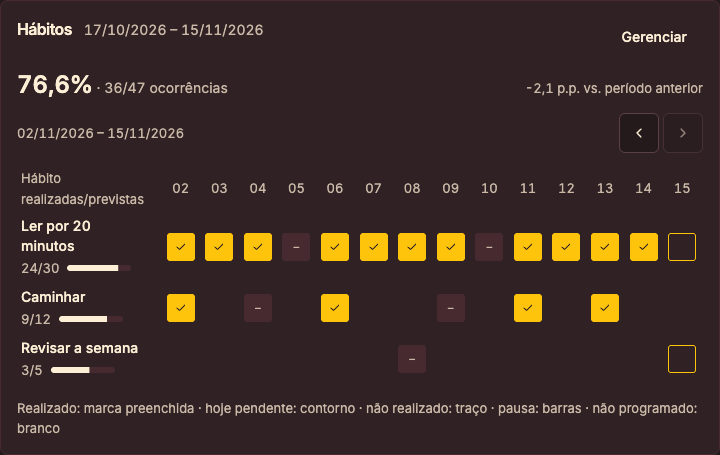 Hábitos 17/10/2026 – 15/11/2026 Gerenciar
76,6% · 36/47 ocorrências -2,1 p.p. vs. período anterior
02/11/2026 – 15/11/2026
Hábito
realizadas/previstas 02 03 04 05 06 07 08 09 10 11 12 13 14 15
Ler por 20
minutos
24/30
Caminhar
9/12
Revisar a semana
3/5
Realizado: marca preenchida · hoje pendente: contorno · não realizado: traço · pausa: barras · não programado:
branco